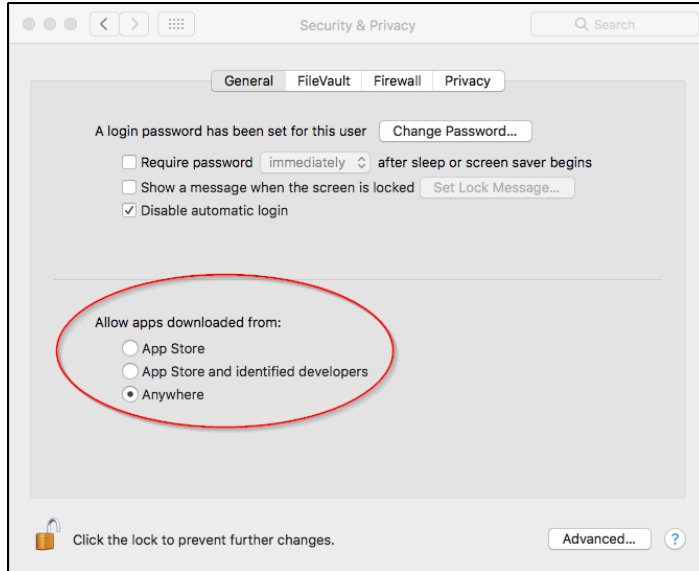 Security & Privacy
Search
General FileVault Firewall Privacy
A login password has been set for this user Change Password...
Require password immediately after sleep or screen saver begins
Show a message when the screen is locked Set Lock Message...
Disable automatic login
Allow apps downloaded from:
App Store
App Store and identified developers
Anywhere
Click the lock to prevent further changes. Advanced... ?